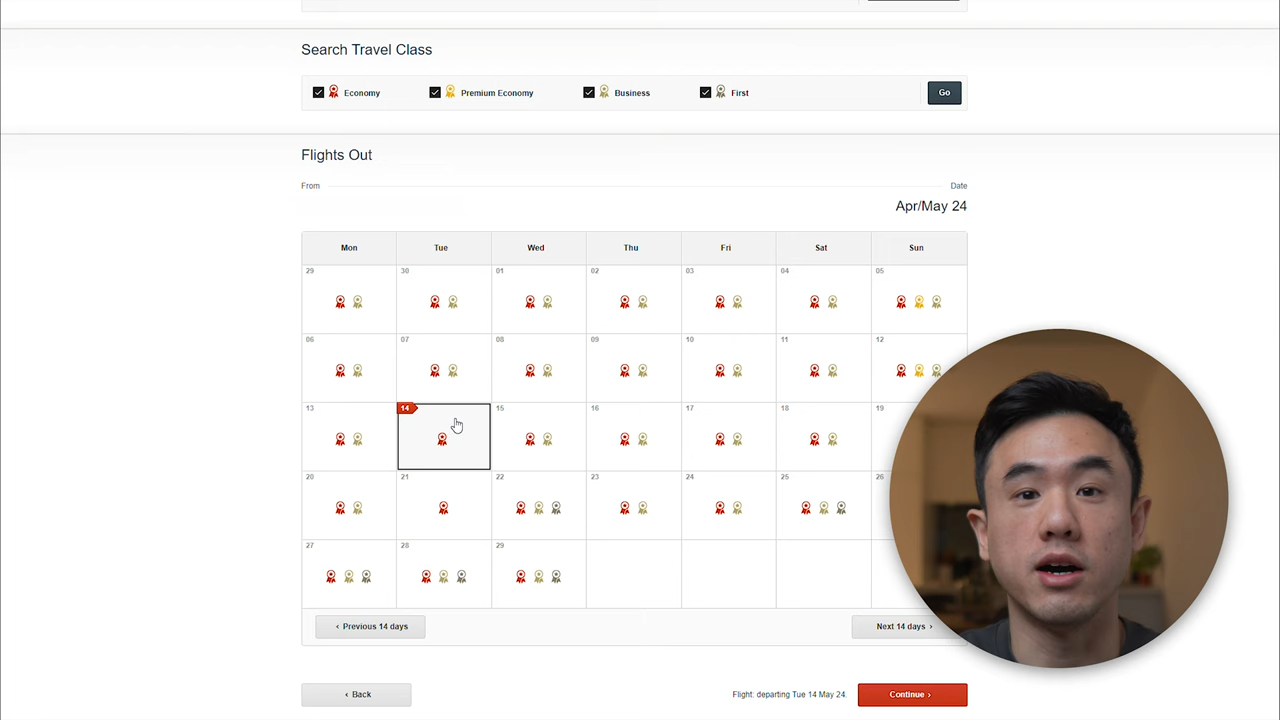 Search Travel Class
Economy Premium Economy Business First Go
Flights Out
From Date
Apr/May 24
Mon Tue Wed Thu Fri Sat Sun
29 30 01 02 03 04 05
06 07 08 09 10 11 12
13 14 15 16 17 18 19
20 21 22 23 24 25 26
27 28 29
‹ Previous 14 days Next 14 days ›
‹ Back Flight: departing Tue 14 May 24. Continue ›